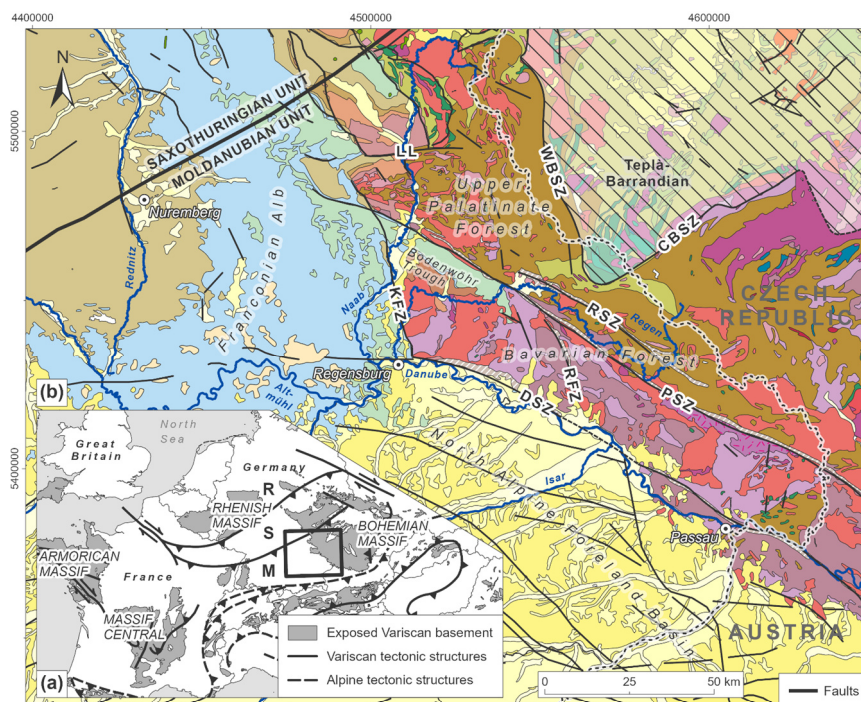 4400000
4500000
4600000
5500000
5400000
N
SAXOTHURINGIAN UNIT
MOLDANUBIAN UNIT
Nuremberg
Rednitz
Franconian Alb
LL
Upper
Palatinate
Forest
WBSZ
Teplà-
Barrandian
CBSZ
CZECH
REPUBLIC
Bodenwöhr
trough
Naab
KFZ
RSZ
Regen
Bavarian Forest
Regensburg
Danube
RFZ
PSZ
DSZ
Alt-
mühl
(b)
North Alpine Foreland Basin
Isar
Passau
AUSTRIA
0 25 50 km
Faults
North
Sea
Great
Britain
Germany
R
RHENISH
MASSIF
S
BOHEMIAN
MASSIF
M
ARMORICAN
MASSIF
France
MASSIF
CENTRAL
Exposed Variscan basement
Variscan tectonic structures
Alpine tectonic structures
(a)